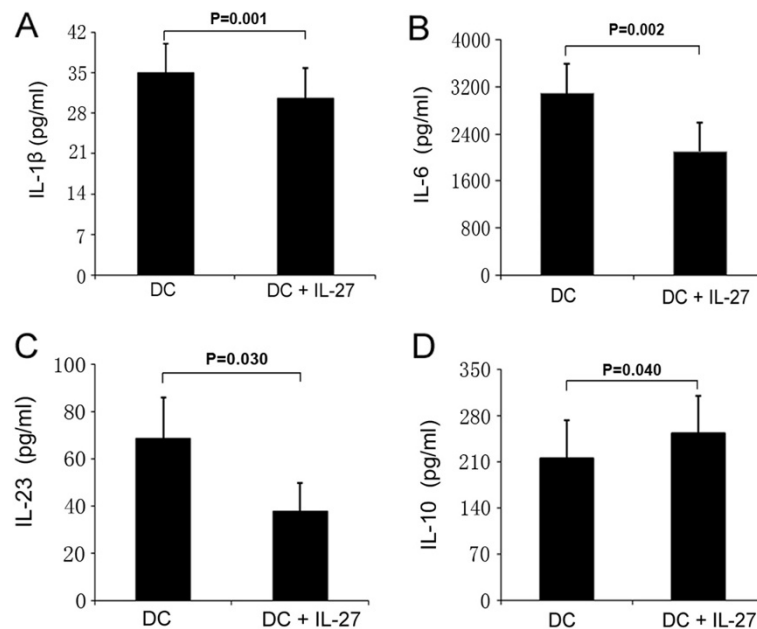 A
P=0.001
IL-1β (pg/ml)
42
35
28
21
14
7
0
DC
DC + IL-27
B
P=0.002
IL-6 (pg/ml)
4000
3200
2400
1600
800
0
DC
DC + IL-27
C
P=0.030
IL-23 (pg/ml)
100
80
60
40
20
0
DC
DC + IL-27
D
P=0.040
IL-10 (pg/ml)
350
280
210
140
70
0
DC
DC + IL-27